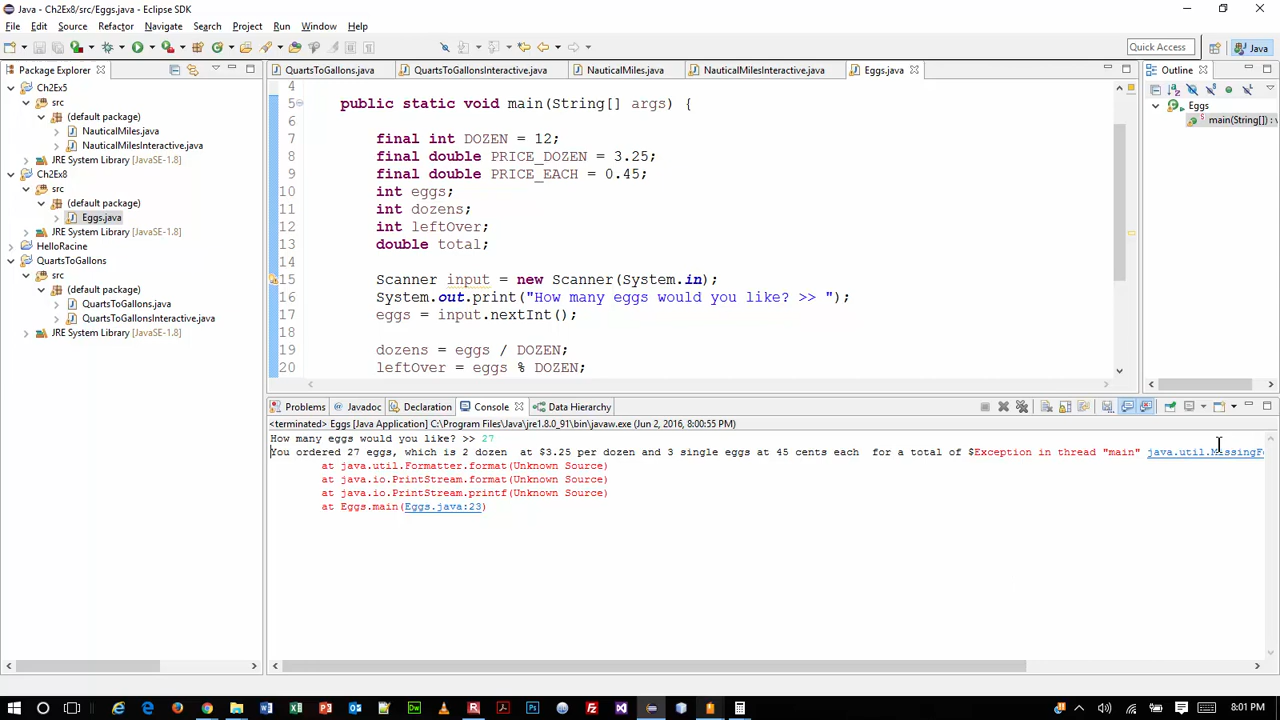 Java - Ch2Ex8/src/Eggs.java - Eclipse SDK
File Edit Source Refactor Navigate Search Project Run Window Help
Quick Access
Java
Package Explorer
QuartsToGallons.java QuartsToGallonsInteractive.java NauticalMiles.java NauticalMilesInteractive.java Eggs.java
Outline
Ch2Ex5
src
(default package)
NauticalMiles.java
NauticalMilesInteractive.java
JRE System Library [JavaSE-1.8]
Ch2Ex8
src
(default package)
Eggs.java
JRE System Library [JavaSE-1.8]
HelloRacine
QuartsToGallons
src
(default package)
QuartsToGallons.java
QuartsToGallonsInteractive.java
JRE System Library [JavaSE-1.8]
4
5 public static void main(String[] args) {
6
7 final int DOZEN = 12;
8 final double PRICE_DOZEN = 3.25;
9 final double PRICE_EACH = 0.45;
10 int eggs;
11 int dozens;
12 int leftOver;
13 double total;
14
15 Scanner input = new Scanner(System.in);
16 System.out.print("How many eggs would you like? >> ");
17 eggs = input.nextInt();
18
19 dozens = eggs / DOZEN;
20 leftOver = eggs % DOZEN;
Eggs
main(String[]) : v
Problems Javadoc Declaration Console Data Hierarchy
<terminated> Eggs [Java Application] C:\Program Files\Java\jre1.8.0_91\bin\javaw.exe (Jun 2, 2016, 8:00:55 PM)
How many eggs would you like? >> 27
You ordered 27 eggs, which is 2 dozen  at $3.25 per dozen and 3 single eggs at 45 cents each  for a total of $Exception in thread "main" java.util.MissingFo
at java.util.Formatter.format(Unknown Source)
at java.io.PrintStream.format(Unknown Source)
at java.io.PrintStream.printf(Unknown Source)
at Eggs.main(Eggs.java:23)
8:01 PM